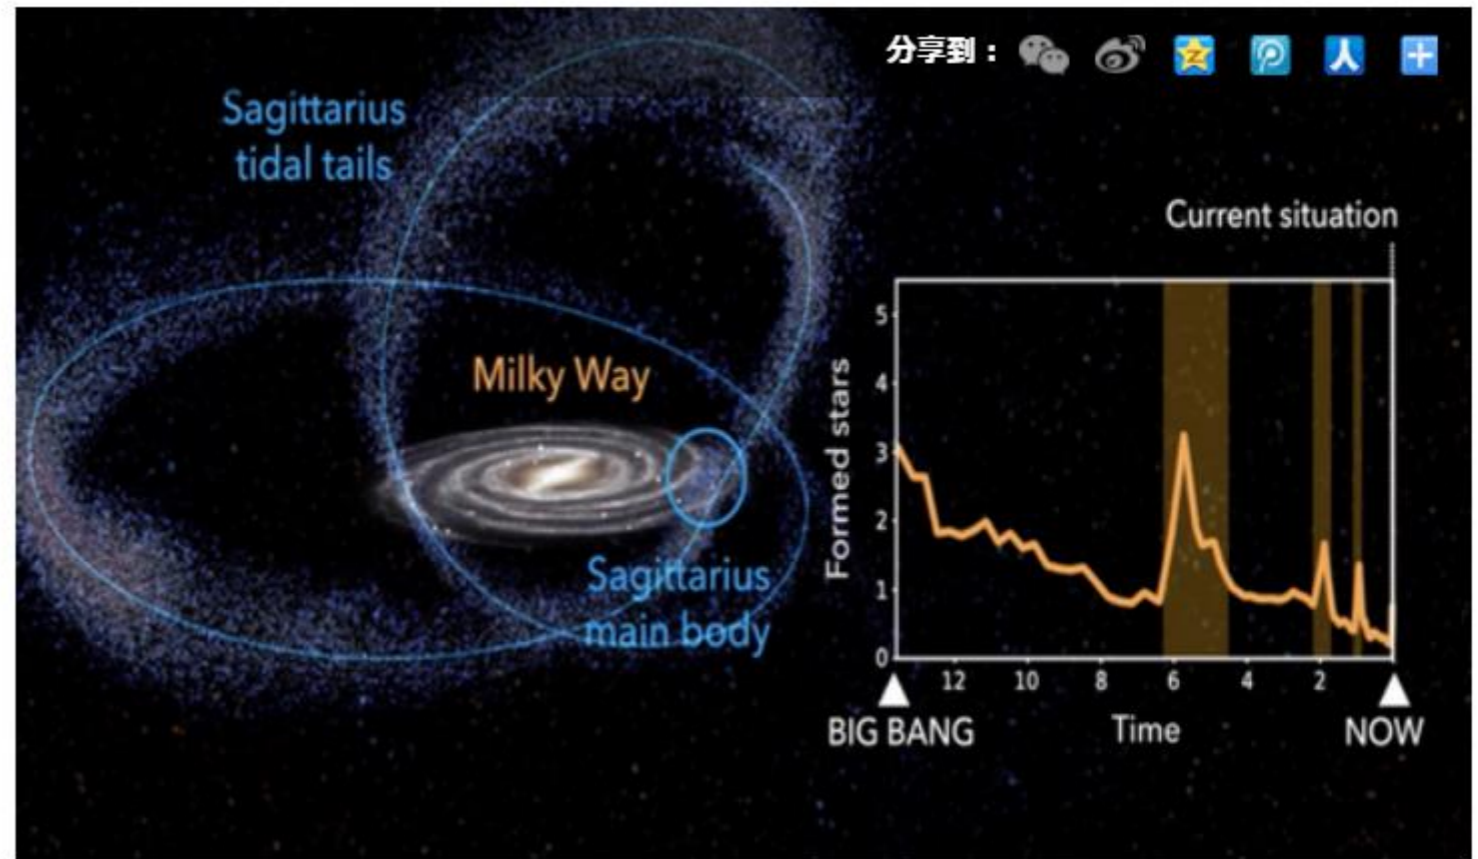 分享到：
Sagittarius
tidal tails
Milky Way
Sagittarius
main body
Current situation
Formed stars
5
4
3
2
1
0
12 10 8 6 4 2
BIG BANG Time NOW